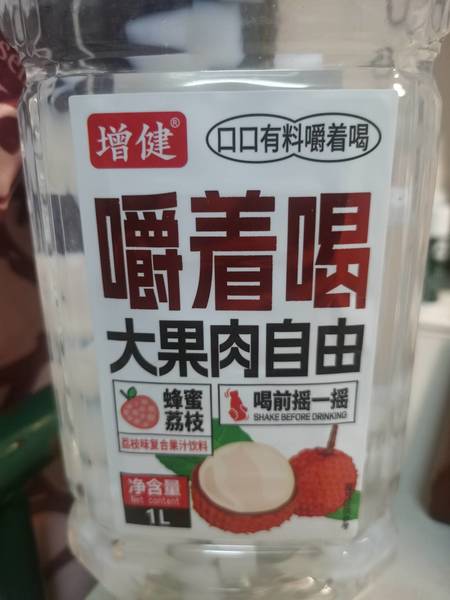 增健®
口口有料嚼着喝
嚼着喝
大果肉自由
蜂蜜
荔枝
喝前摇一摇
SHAKE BEFORE DRINKING
荔枝味复合果汁饮料
净含量
Net content
1L